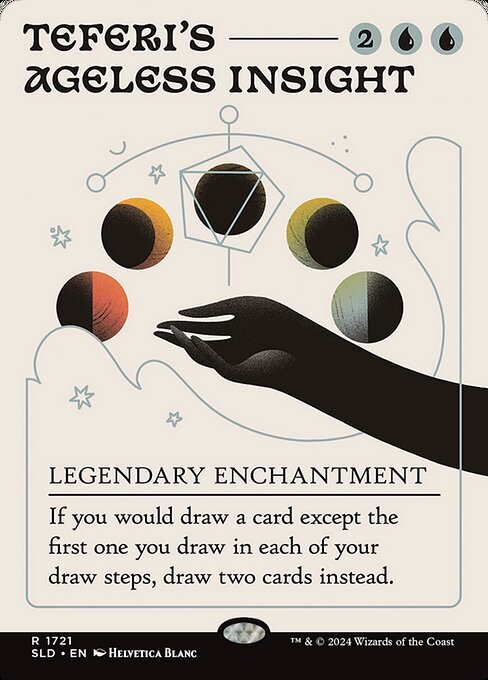 TEFERI'S
2
AGELESS INSIGHT
LEGENDARY ENCHANTMENT
If you would draw a card except the
first one you draw in each of your
draw steps, draw two cards instead.
R 1721
SLD • EN Helvetica Blanc
™ & © 2024 Wizards of the Coast